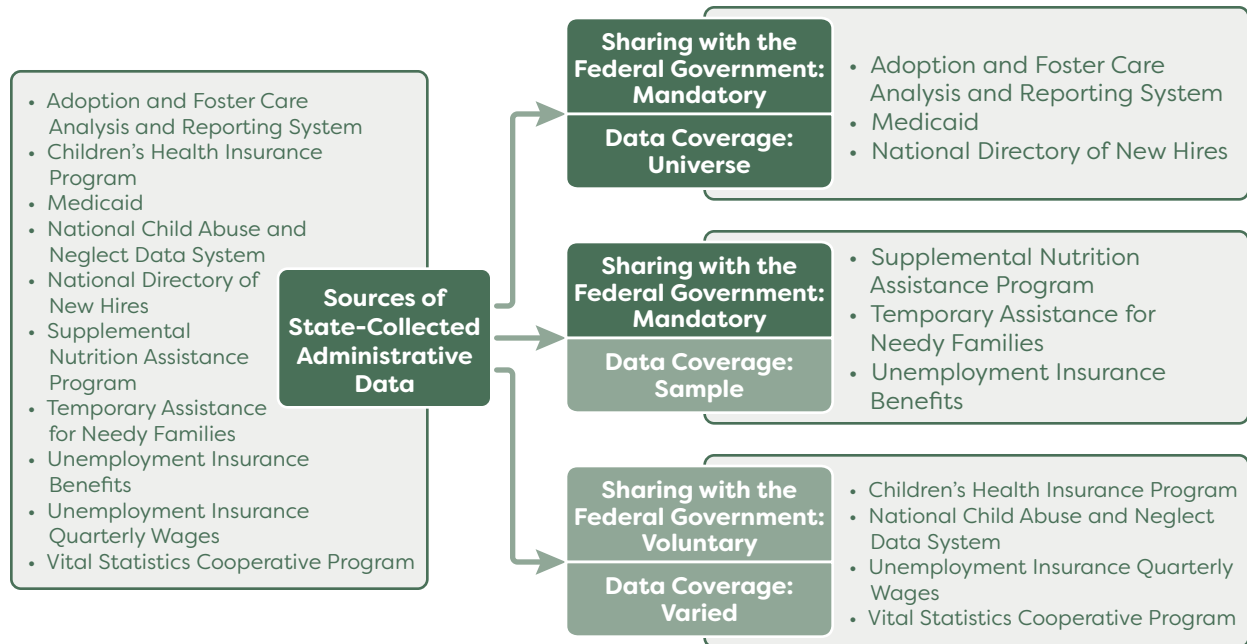 • Adoption and Foster Care
Analysis and Reporting System
• Children's Health Insurance
Program
• Medicaid
• National Child Abuse and
Neglect Data System
• National Directory of
New Hires
• Supplemental
Nutrition Assistance
Program
• Temporary Assistance
for Needy Families
• Unemployment Insurance
Benefits
• Unemployment Insurance
Quarterly Wages
• Vital Statistics Cooperative Program
Sources of
State-Collected
Administrative
Data
Sharing with the
Federal Government:
Mandatory
Data Coverage:
Universe
• Adoption and Foster Care
Analysis and Reporting System
• Medicaid
• National Directory of New Hires
Sharing with the
Federal Government:
Mandatory
Data Coverage:
Sample
• Supplemental Nutrition
Assistance Program
• Temporary Assistance for
Needy Families
• Unemployment Insurance
Benefits
Sharing with the
Federal Government:
Voluntary
Data Coverage:
Varied
• Children's Health Insurance Program
• National Child Abuse and Neglect
Data System
• Unemployment Insurance Quarterly
Wages
• Vital Statistics Cooperative Program